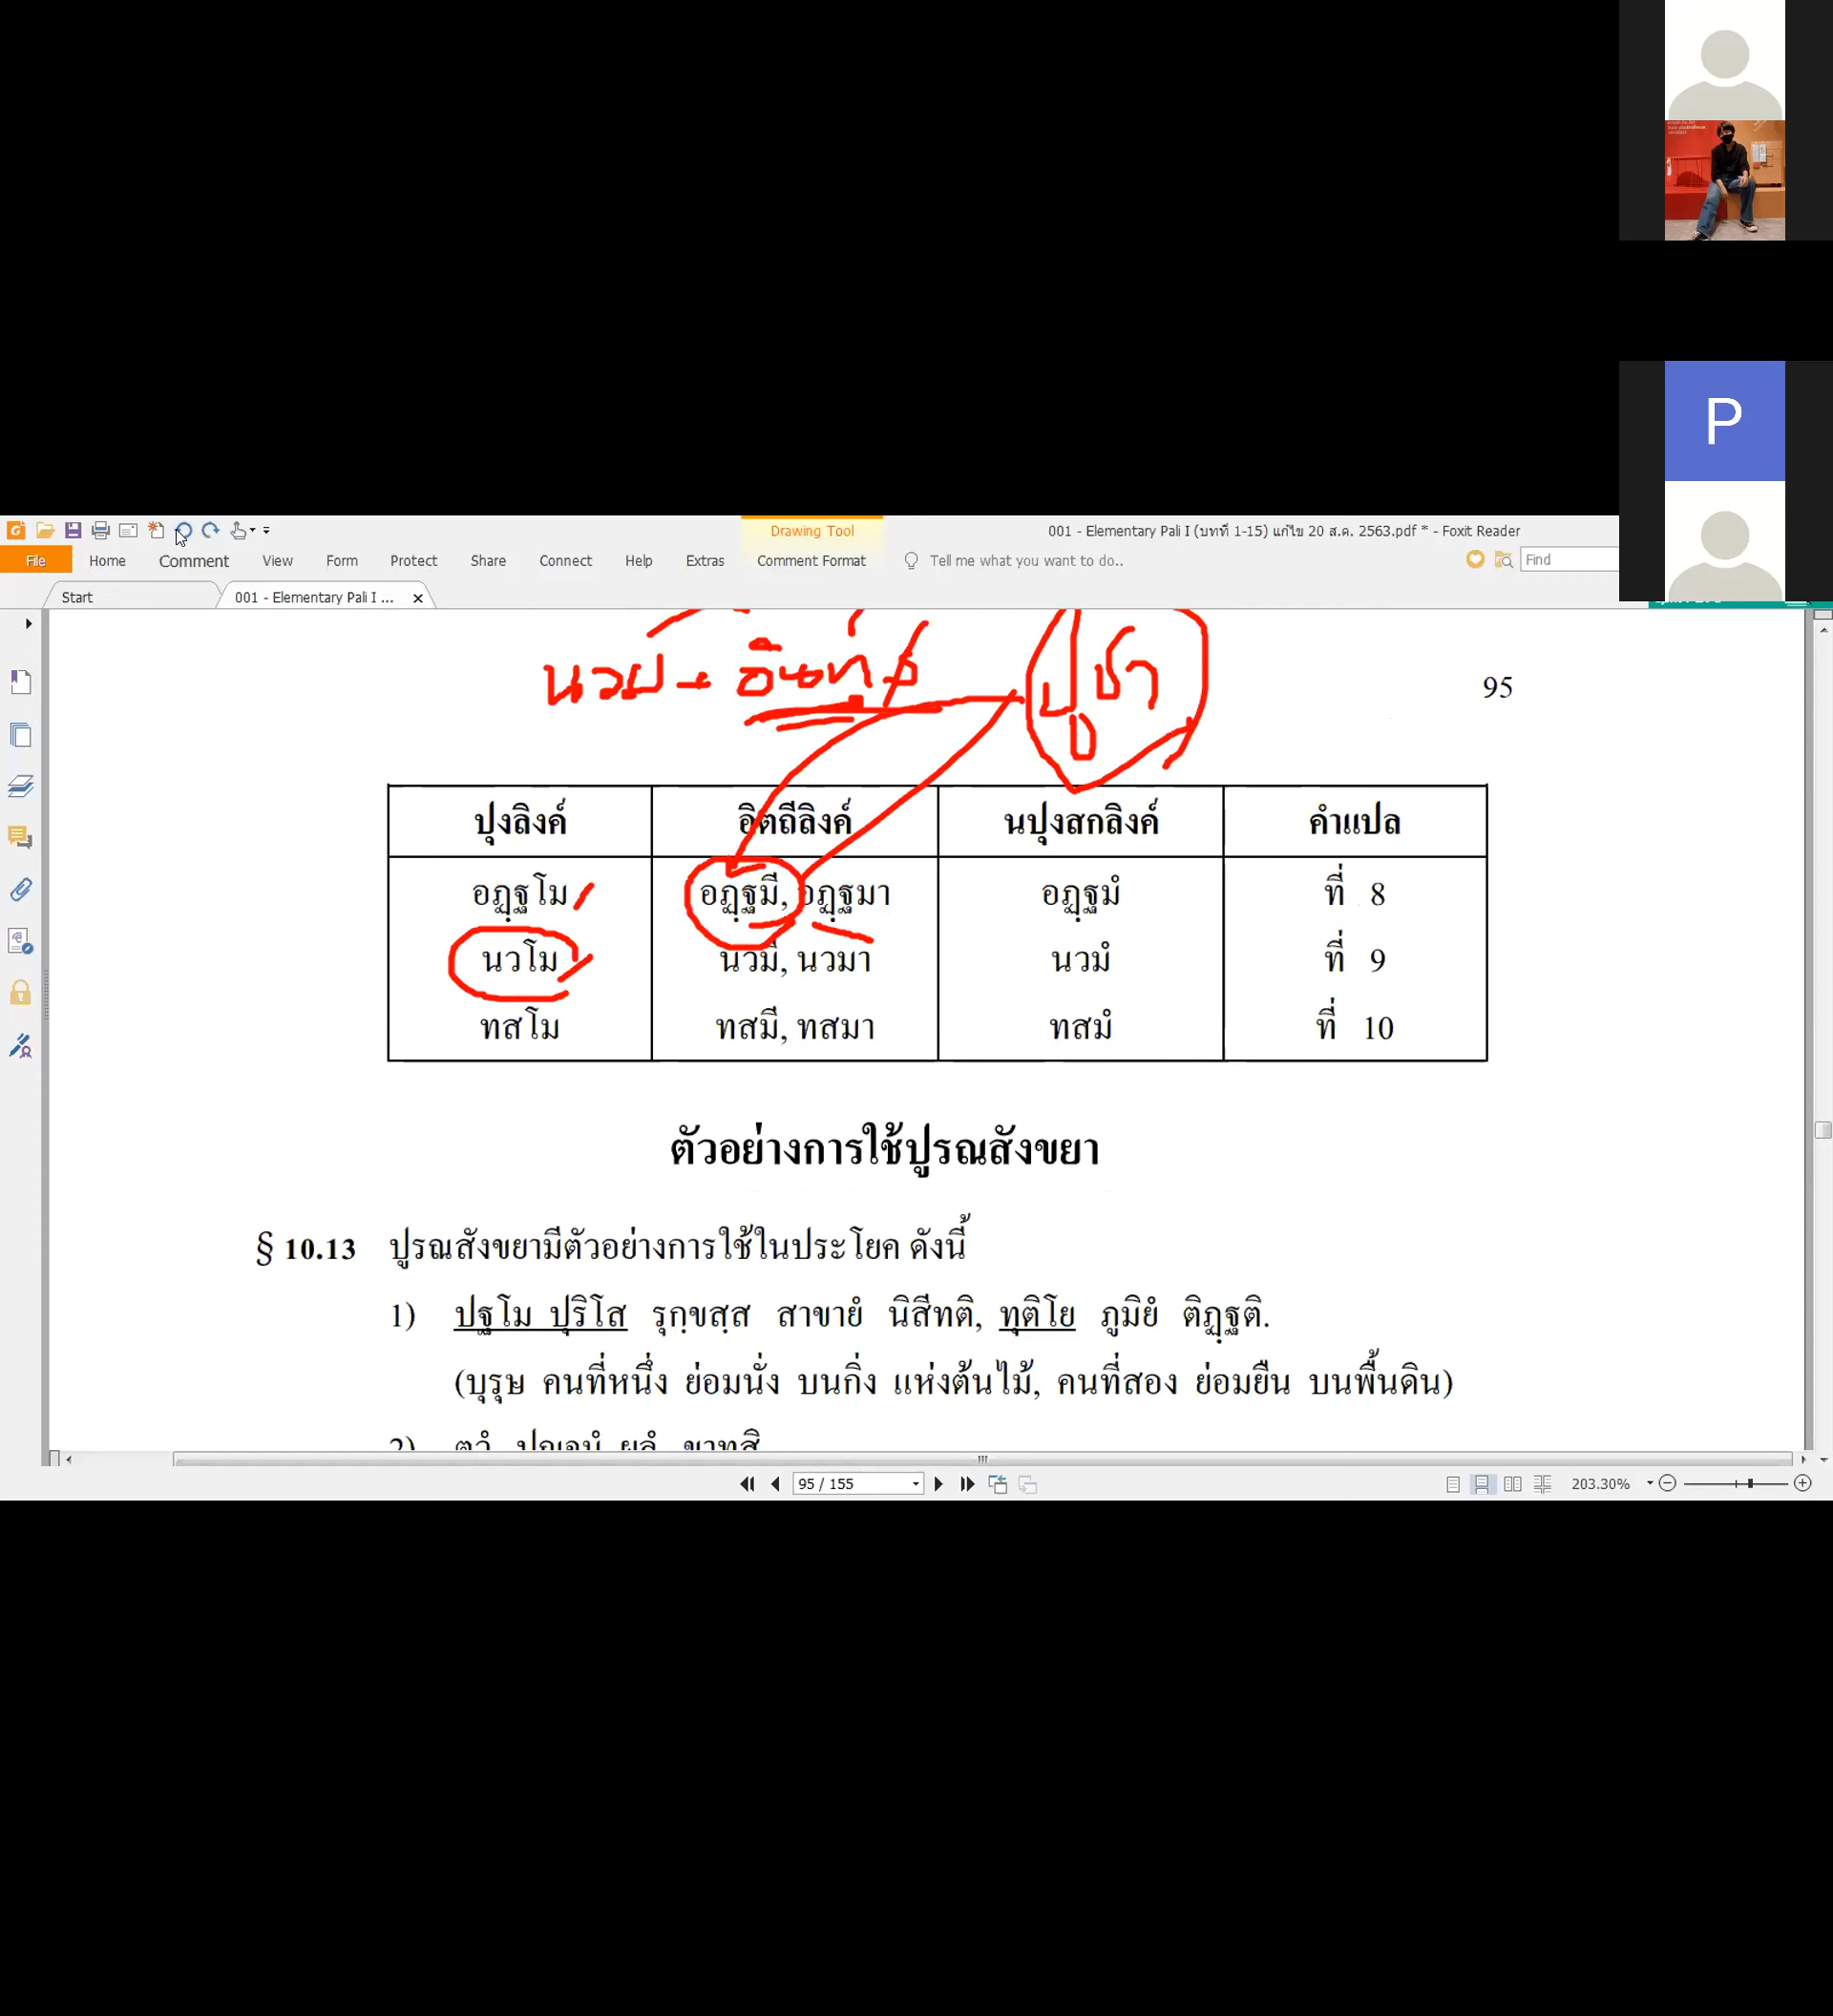 P
Drawing Tool
001 - Elementary Pali I (บทที่ 1-15) แก้ไข 20 ส.ค. 2563.pdf * - Foxit Reader
File Home Comment View Form Protect Share Connect Help Extras Comment Format Tell me what you want to do.. Find
Start 001 - Elementary Pali I ...
ปูชา
95
ปุงลิงค์ อิตถีลิงค์ นปุงสกลิงค์ คำแปล
อฏฺฐโม อฏฺฐมี, อฏฺฐมา อฏฺฐมํ ที่ 8
นวโม นวมี, นวมา นวมํ ที่ 9
ทสโม ทสมี, ทสมา ทสมํ ที่ 10
ตัวอย่างการใช้ปูรณสังขยา
§ 10.13 ปูรณสังขยามีตัวอย่างการใช้ในประโยค ดังนี้
1) ปฐโม ปุริโส รุกฺขสฺส สาขายํ นิสีทติ, ทุติโย ภูมิยํ ติฏฺฐติ.
(บุรุษ คนที่หนึ่ง ย่อมนั่ง บนกิ่ง แห่งต้นไม้, คนที่สอง ย่อมยืน บนพื้นดิน)
2) ตฺวํ ปญฺจมํ ผลํ ขาทสิ
95 / 155 203.30%